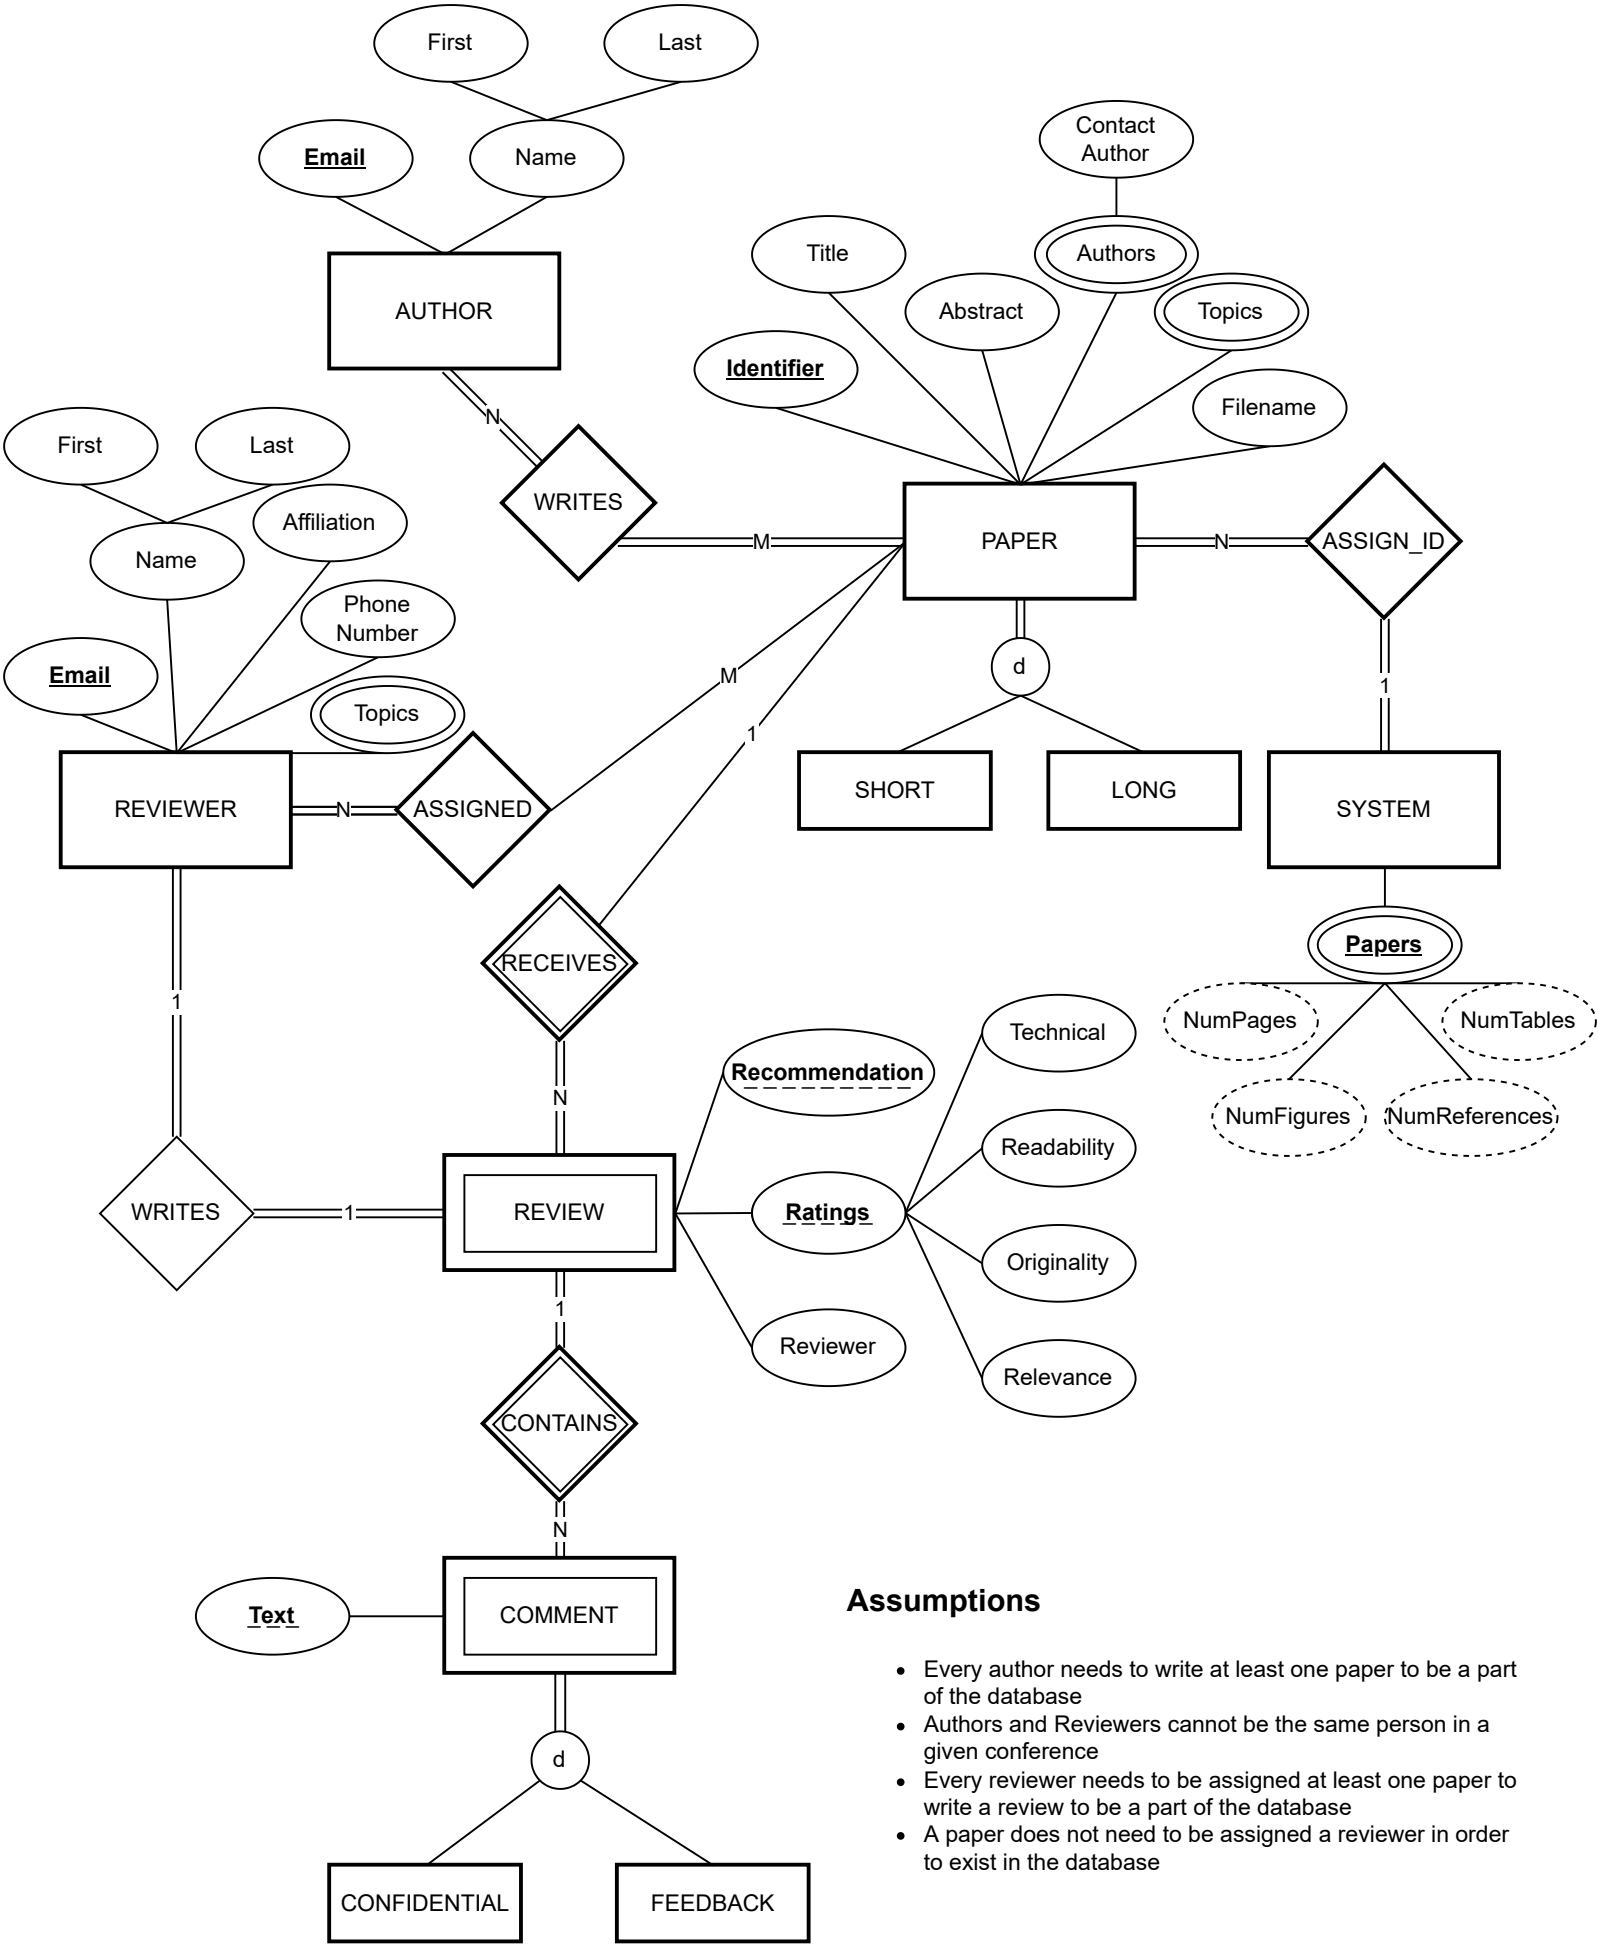 First
Last
Email
Name
AUTHOR
Contact
Author
Title
Authors
Abstract
Topics
Identifier
Filename
N
WRITES
M
PAPER
N
ASSIGN_ID
First
Last
Affiliation
Name
Phone
Number
Email
Topics
REVIEWER
N
ASSIGNED
M
1
d
SHORT
LONG
1
SYSTEM
Papers
NumPages
NumTables
NumFigures
NumReferences
RECEIVES
1
N
WRITES
1
REVIEW
Recommendation
Ratings
Reviewer
Technical
Readability
Originality
Relevance
1
CONTAINS
N
Text
COMMENT
d
CONFIDENTIAL
FEEDBACK
Assumptions
• Every author needs to write at least one paper to be a part
of the database
• Authors and Reviewers cannot be the same person in a
given conference
• Every reviewer needs to be assigned at least one paper to
write a review to be a part of the database
• A paper does not need to be assigned a reviewer in order
to exist in the database